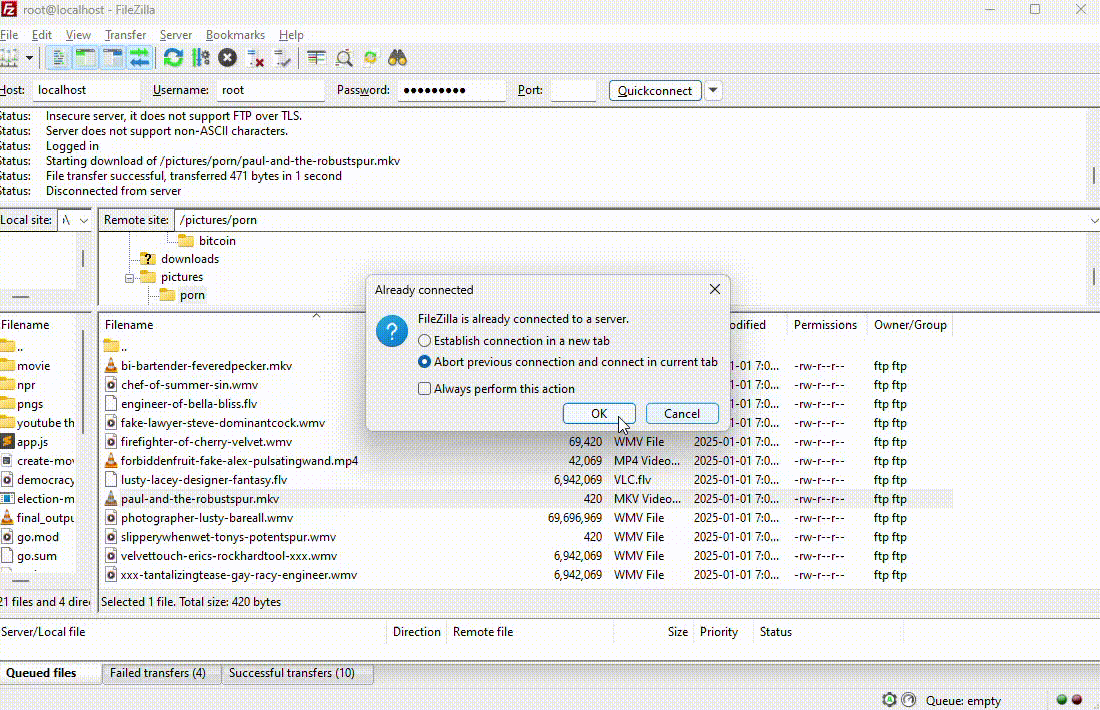 root@localhost - FileZilla
File Edit View Transfer Server Bookmarks Help
Host: localhost Username: root Password: ●●●●●●●●● Port: Quickconnect
Status: Insecure server, it does not support FTP over TLS.
Status: Server does not support non-ASCII characters.
Status: Logged in
Status: Starting download of /pictures/porn/paul-and-the-robustspur.mkv
Status: File transfer successful, transferred 471 bytes in 1 second
Status: Disconnected from server
Local site: \ Remote site: /pictures/porn
bitcoin
downloads
pictures
porn
Already connected
FileZilla is already connected to a server.
Establish connection in a new tab
Abort previous connection and connect in current tab
Always perform this action
OK Cancel
Filename
..
movie
npr
pngs
youtube th
app.js
create-mov
democracy
election-m
final_outpu
go.mod
go.sum
21 files and 4 dire
Filename odified Permissions Owner/Group
..
bi-bartender-feveredpecker.mkv -01-01 7:0... -rw-r--r-- ftp ftp
chef-of-summer-sin.wmv -01-01 7:0... -rw-r--r-- ftp ftp
engineer-of-bella-bliss.flv -01-01 7:0... -rw-r--r-- ftp ftp
fake-lawyer-steve-dominantcock.wmv -01-01 7:0... -rw-r--r-- ftp ftp
firefighter-of-cherry-velvet.wmv 69,420 WMV File 2025-01-01 7:0... -rw-r--r-- ftp ftp
forbiddenfruit-fake-alex-pulsatingwand.mp4 42,069 MP4 Video... 2025-01-01 7:0... -rw-r--r-- ftp ftp
lusty-lacey-designer-fantasy.flv 6,942,069 VLC.flv 2025-01-01 7:0... -rw-r--r-- ftp ftp
paul-and-the-robustspur.mkv 420 MKV Video... 2025-01-01 7:0... -rw-r--r-- ftp ftp
photographer-lusty-bareall.wmv 69,696,969 WMV File 2025-01-01 7:0... -rw-r--r-- ftp ftp
slipperywhenwet-tonys-potentspur.wmv 420 WMV File 2025-01-01 7:0... -rw-r--r-- ftp ftp
velvettouch-erics-rockhardtool-xxx.wmv 6,942,069 WMV File 2025-01-01 7:0... -rw-r--r-- ftp ftp
xxx-tantalizingtease-gay-racy-engineer.wmv 6,942,069 WMV File 2025-01-01 7:0... -rw-r--r-- ftp ftp
Selected 1 file. Total size: 420 bytes
Server/Local file Direction Remote file Size Priority Status
Queued files Failed transfers (4) Successful transfers (10)
Queue: empty